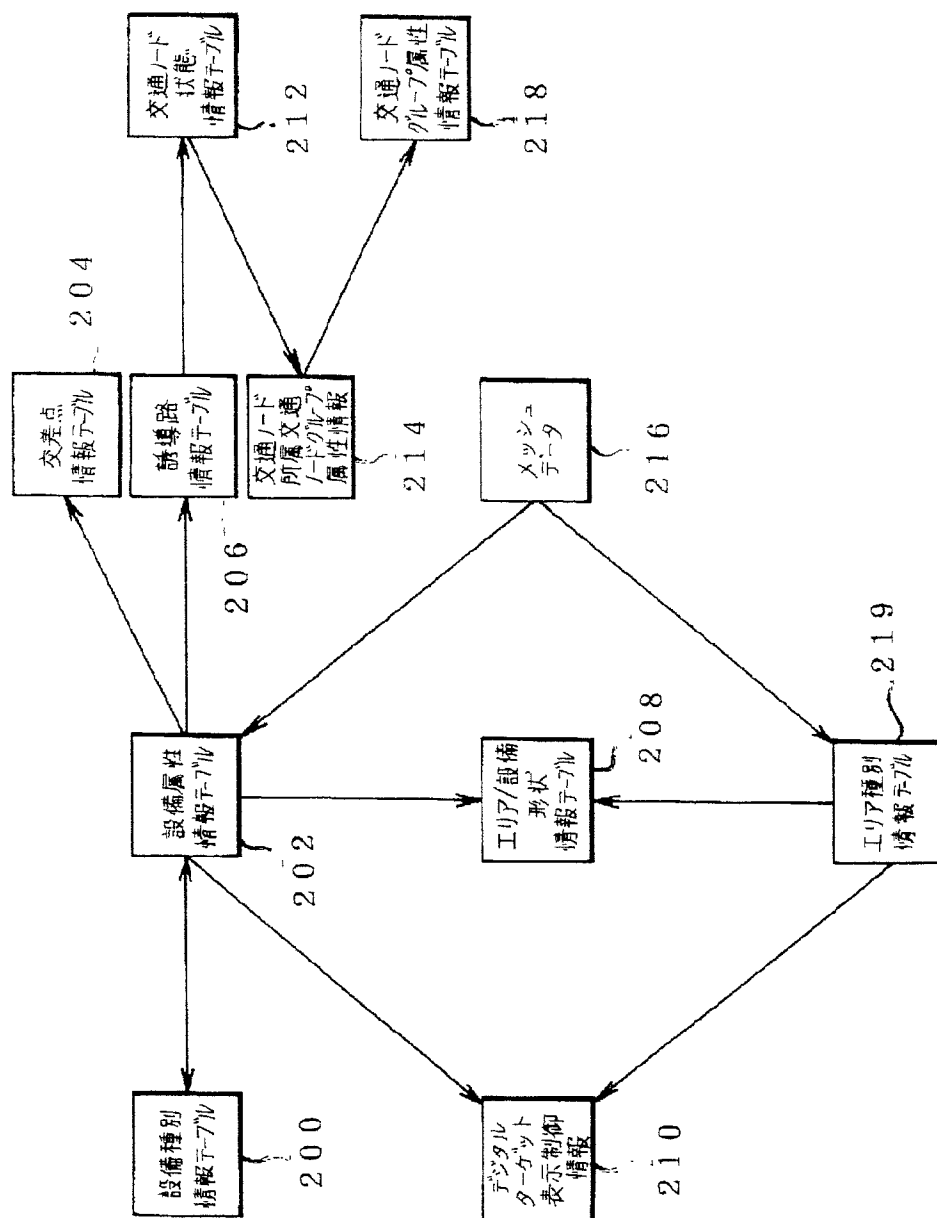 設備種別
情報テーブル
200
設備属性
情報テーブル
202
交差点
情報テーブル
204
誘導路
情報テーブル
206
交通ノード
状態
情報テーブル
212
交通ノード
所属交通
ノードグループ
属性情報
214
交通ノード
グループ属性
情報テーブル
218
デジタル
ターゲット
表示制御
情報
210
エリア/設備
形状
情報テーブル
208
メッシュ
データ
216
エリア種別
情報テーブル
219